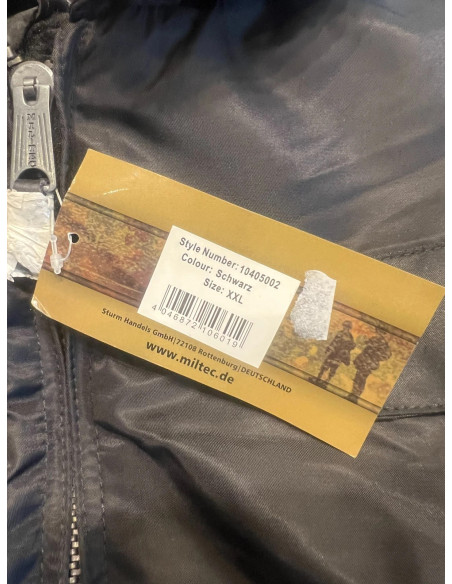 Style Number: 10405002
Colour: Schwarz
Size: XXL
4 046872 106019
Sturm Handels GmbH|72108 Rottenburg|DEUTSCHLAND
www.miltec.de